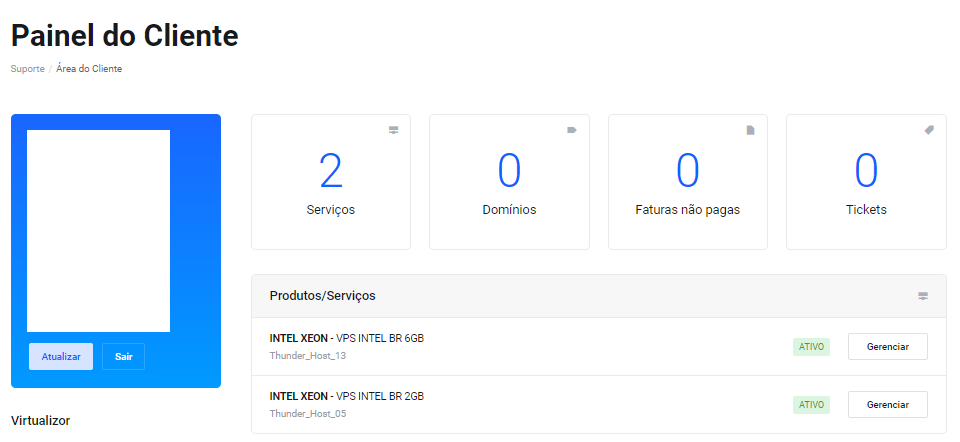 Painel do Cliente
Suporte / Área do Cliente
2
Serviços
0
Domínios
0
Faturas não pagas
0
Tickets
Atualizar
Sair
Virtualizor
Produtos/Serviços
INTEL XEON - VPS INTEL BR 6GB
Thunder_Host_13
ATIVO
Gerenciar
INTEL XEON - VPS INTEL BR 2GB
Thunder_Host_05
ATIVO
Gerenciar